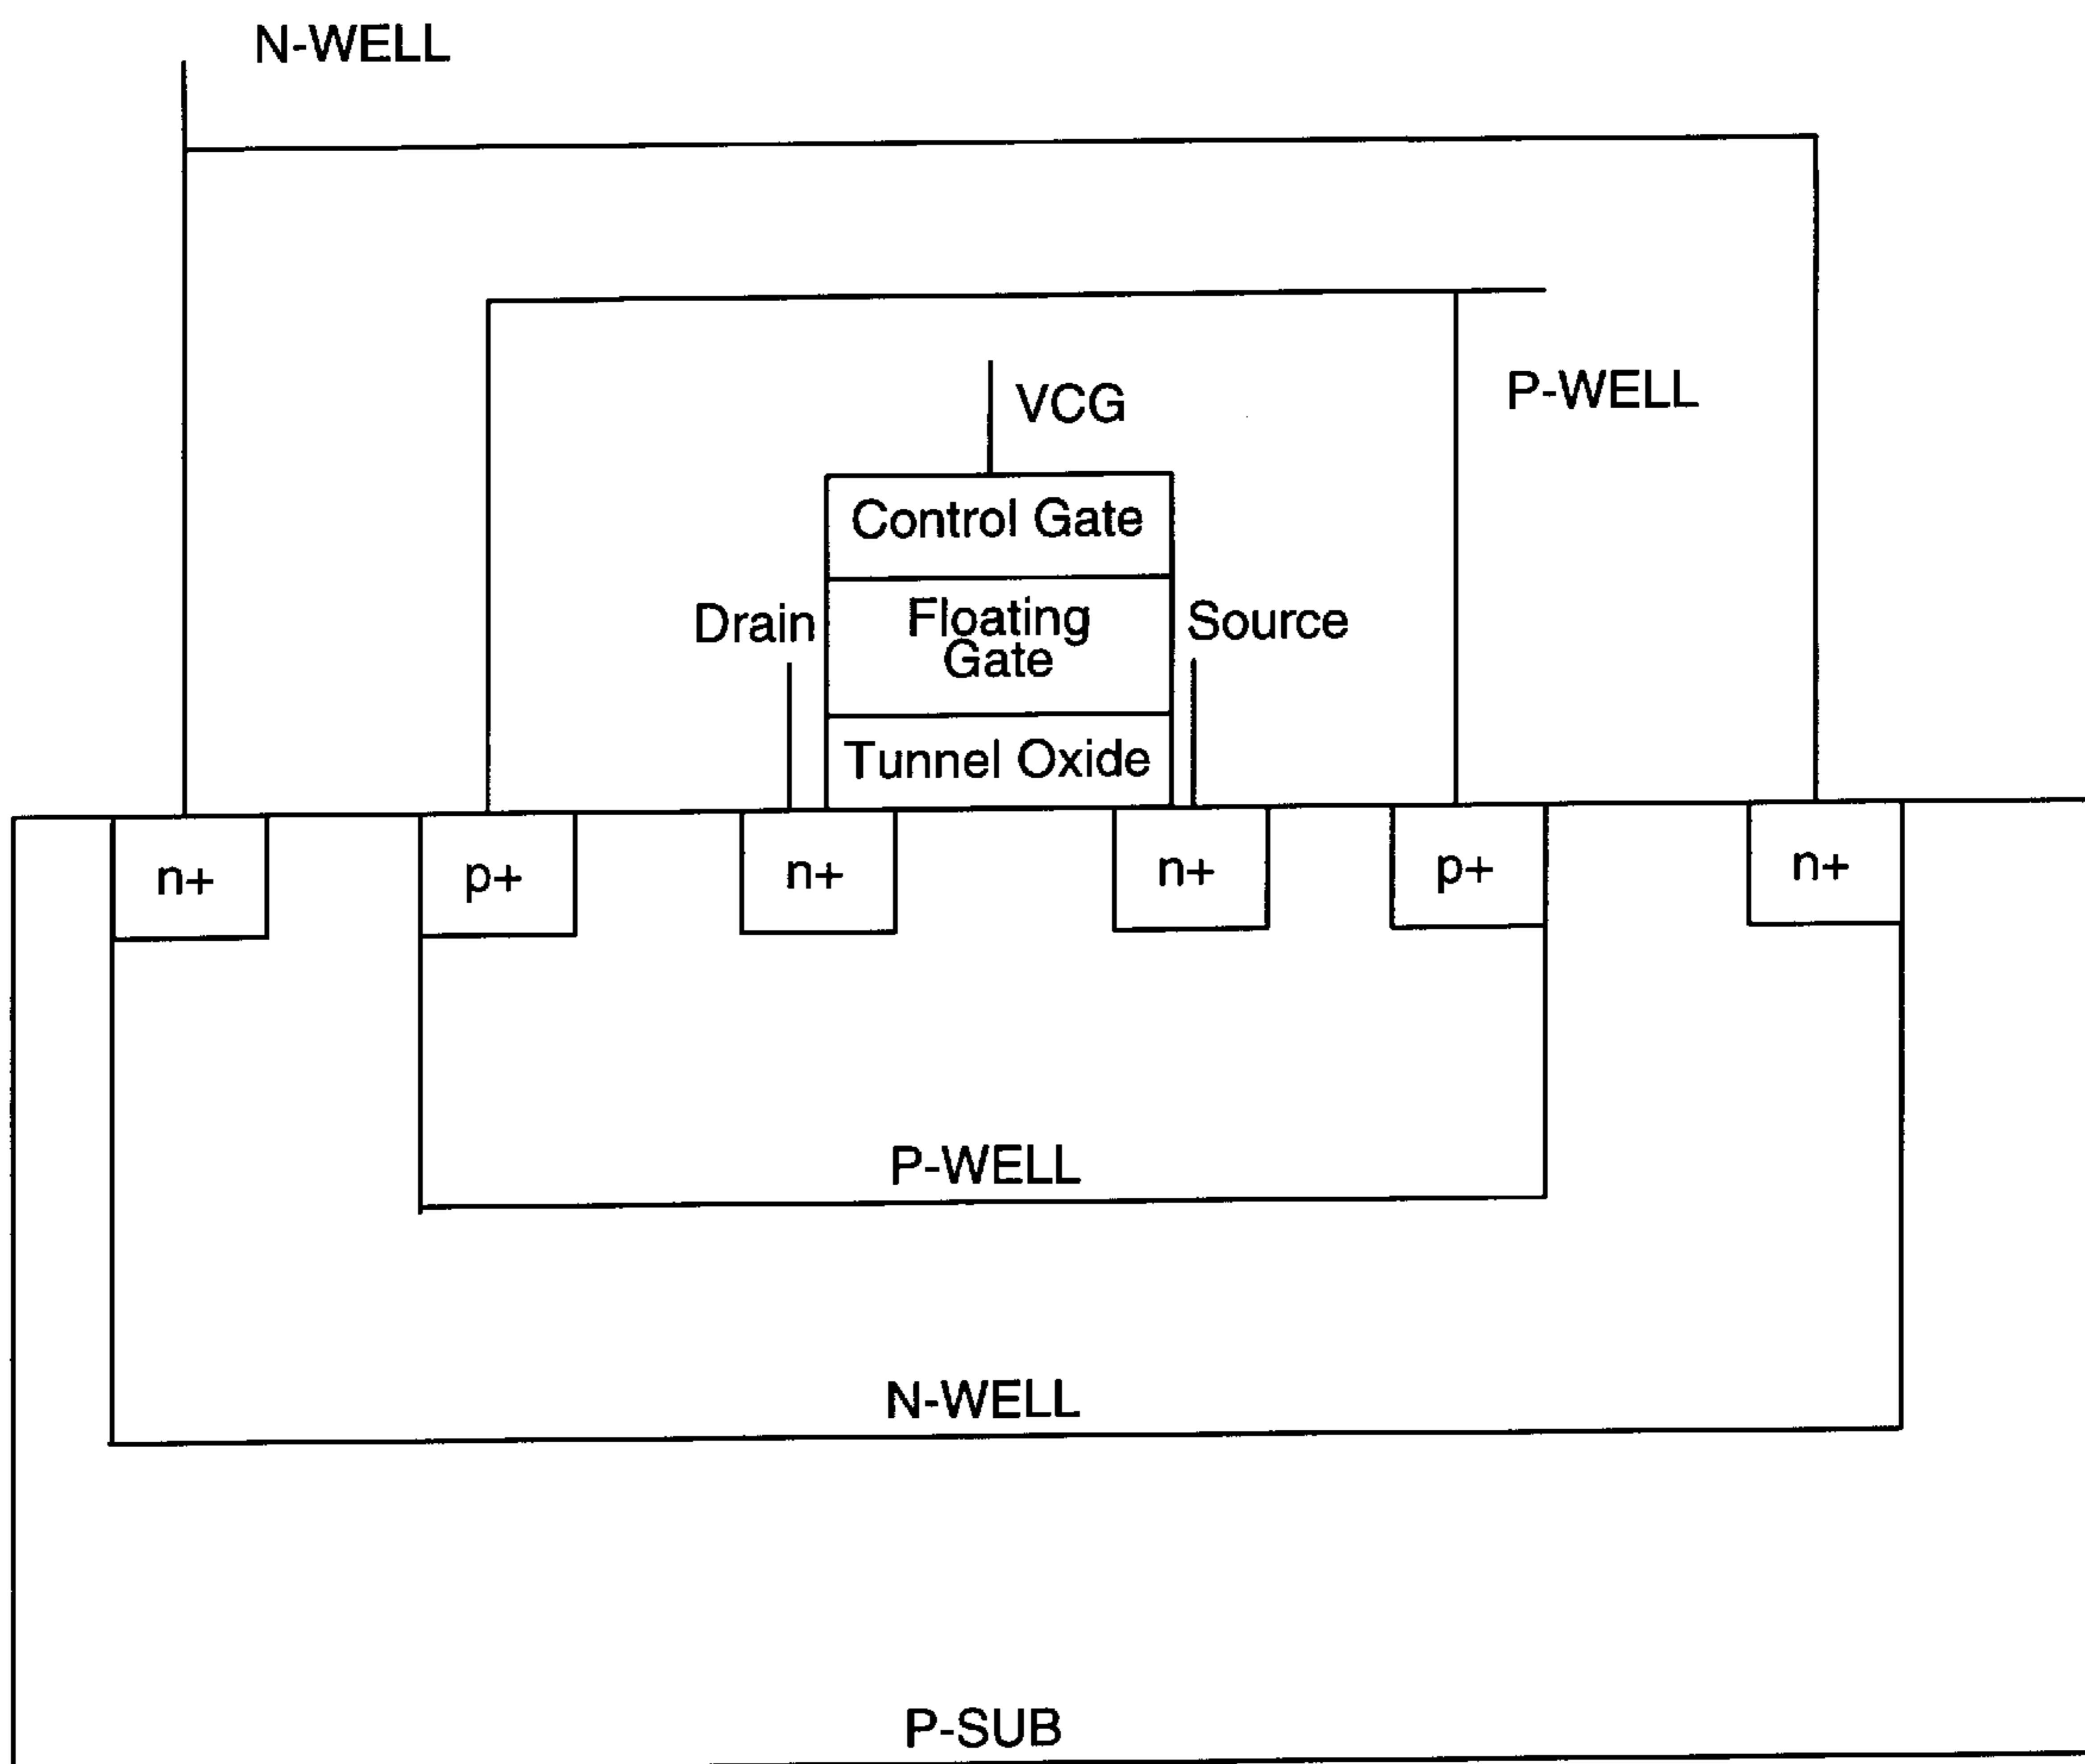 N-WELL
VCG
P-WELL
Control Gate
Drain
Floating
Gate
Source
Tunnel Oxide
n+
p+
n+
n+
p+
n+
P-WELL
N-WELL
P-SUB